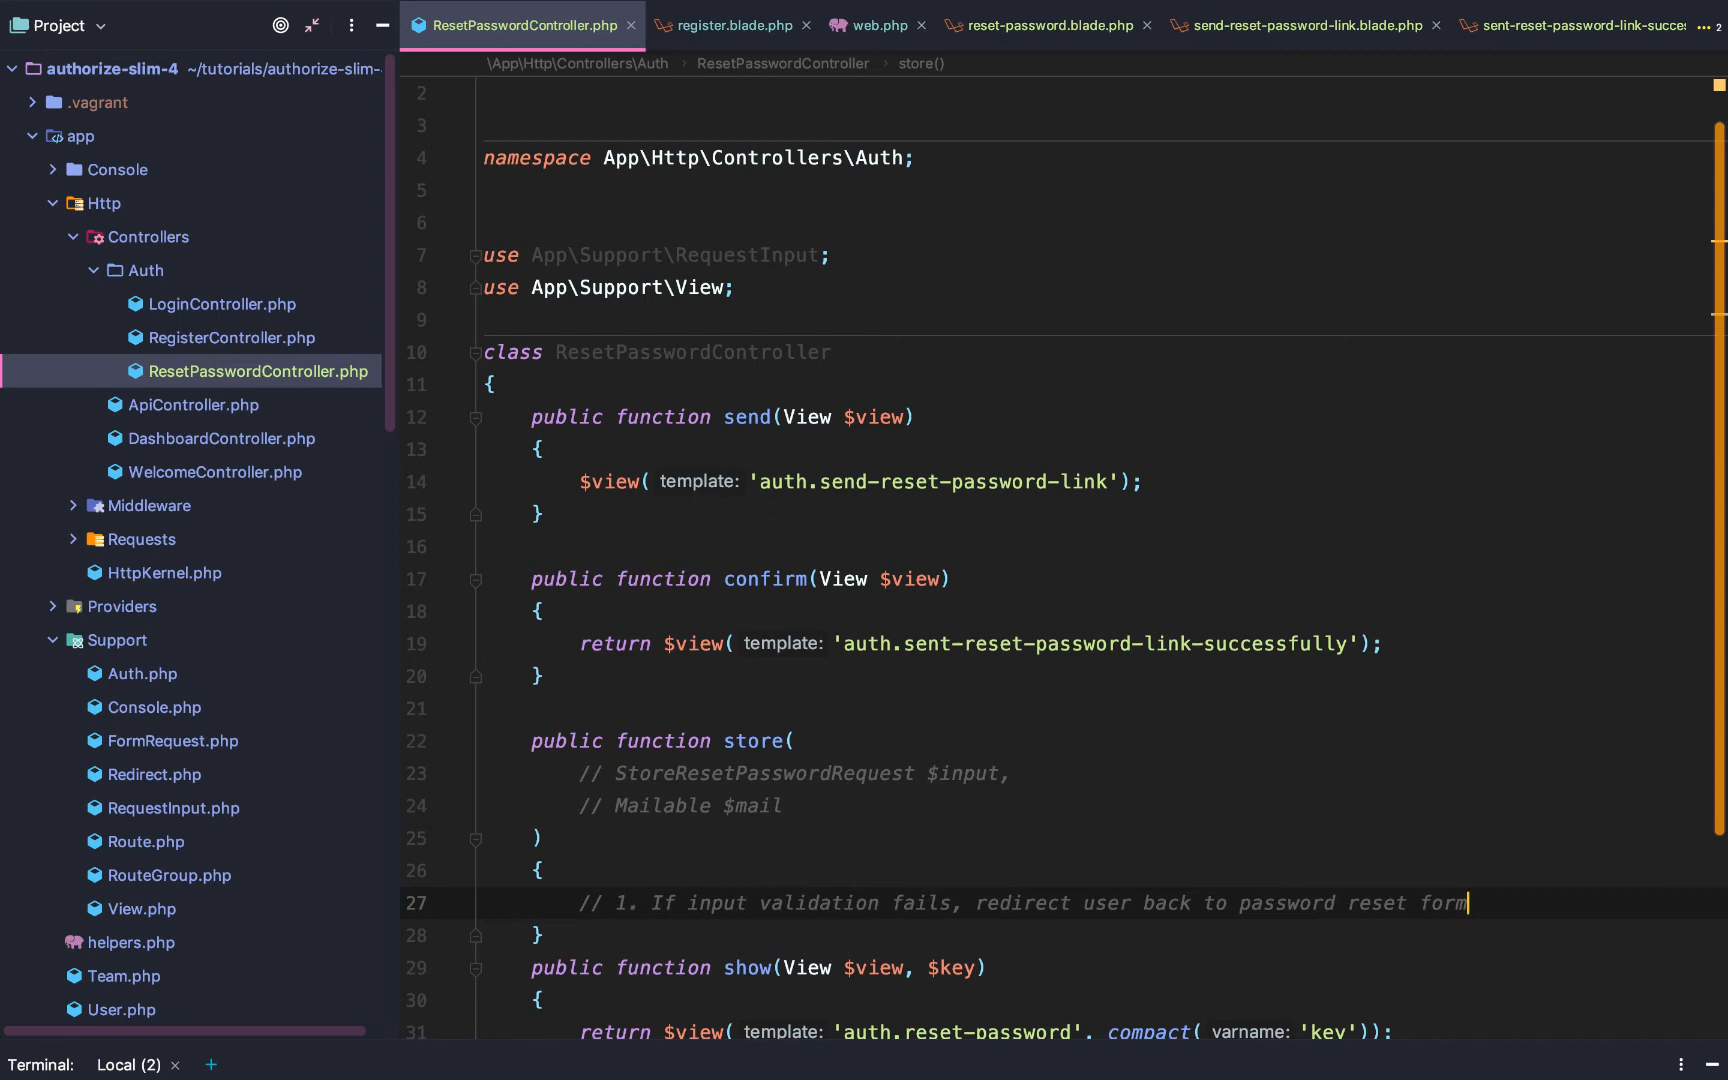 Project
ResetPasswordController.php
register.blade.php
web.php
reset-password.blade.php
send-reset-password-link.blade.php
sent-reset-password-link-succes
2
authorize-slim-4 ~/tutorials/authorize-slim-
.vagrant
app
Console
Http
Controllers
Auth
LoginController.php
RegisterController.php
ResetPasswordController.php
ApiController.php
DashboardController.php
WelcomeController.php
Middleware
Requests
HttpKernel.php
Providers
Support
Auth.php
Console.php
FormRequest.php
Redirect.php
RequestInput.php
Route.php
RouteGroup.php
View.php
helpers.php
Team.php
User.php
\App\Http\Controllers\Auth › ResetPasswordController › store()
2
3
4 namespace App\Http\Controllers\Auth;
5
6
7 use App\Support\RequestInput;
8 use App\Support\View;
9
10 class ResetPasswordController
11 {
12 public function send(View $view)
13 {
14 $view( template: 'auth.send-reset-password-link');
15 }
16
17 public function confirm(View $view)
18 {
19 return $view( template: 'auth.sent-reset-password-link-successfully');
20 }
21
22 public function store(
23 // StoreResetPasswordRequest $input,
24 // Mailable $mail
25 )
26 {
27 // 1. If input validation fails, redirect user back to password reset form
28 }
29 public function show(View $view, $key)
30 {
31 return $view( template: 'auth.reset-password', compact( varname: 'key'));
Terminal: Local (2) × +